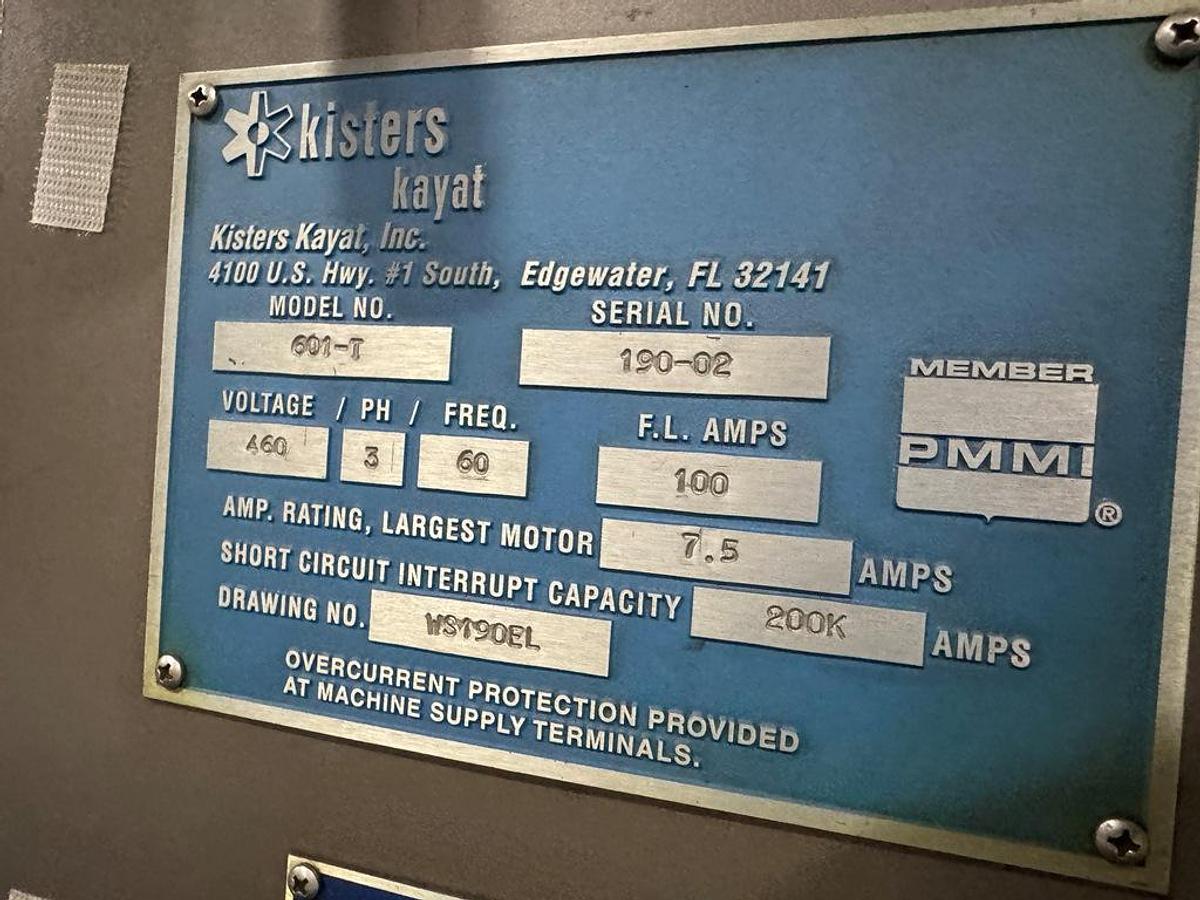 kisters
kayat
Kisters Kayat, Inc.
4100 U.S. Hwy. #1 South, Edgewater, FL 32141
MODEL NO. SERIAL NO.
601-T 190-02
VOLTAGE / PH / FREQ. F.L. AMPS
460 3 60 100
AMP. RATING, LARGEST MOTOR 7.5 AMPS
SHORT CIRCUIT INTERRUPT CAPACITY 200K AMPS
DRAWING NO. WS190EL
OVERCURRENT PROTECTION PROVIDED
AT MACHINE SUPPLY TERMINALS.
MEMBER
PMMI
®